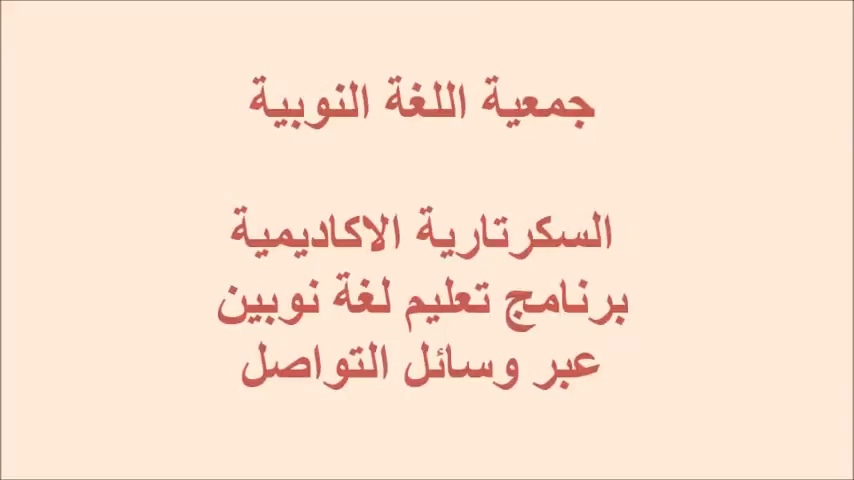 جمعية اللغة النوبية
السكرتارية الاكاديمية
برنامج تعليم لغة نوبين
عبر وسائل التواصل